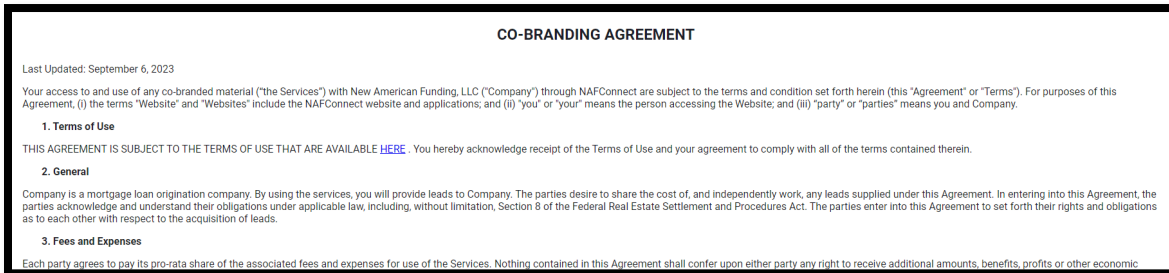 CO-BRANDING AGREEMENT
Last Updated: September 6, 2023
Your access to and use of any co-branded material ("the Services") with New American Funding, LLC ("Company") through NAFConnect are subject to the terms and condition set forth herein (this "Agreement" or "Terms"). For purposes of this
Agreement, (i) the terms "Website" and "Websites" include the NAFConnect website and applications; and (ii) "you" or "your" means the person accessing the Website; and (iii) "party" or "parties" means you and Company.
1. Terms of Use
THIS AGREEMENT IS SUBJECT TO THE TERMS OF USE THAT ARE AVAILABLE HERE . You hereby acknowledge receipt of the Terms of Use and your agreement to comply with all of the terms contained therein.
2. General
Company is a mortgage loan origination company. By using the services, you will provide leads to Company. The parties desire to share the cost of, and independently work, any leads supplied under this Agreement. In entering into this Agreement, the
parties acknowledge and understand their obligations under applicable law, including, without limitation, Section 8 of the Federal Real Estate Settlement and Procedures Act. The parties enter into this Agreement to set forth their rights and obligations
as to each other with respect to the acquisition of leads.
3. Fees and Expenses
Each party agrees to pay its pro-rata share of the associated fees and expenses for use of the Services. Nothing contained in this Agreement shall confer upon either party any right to receive additional amounts, benefits, profits or other economic